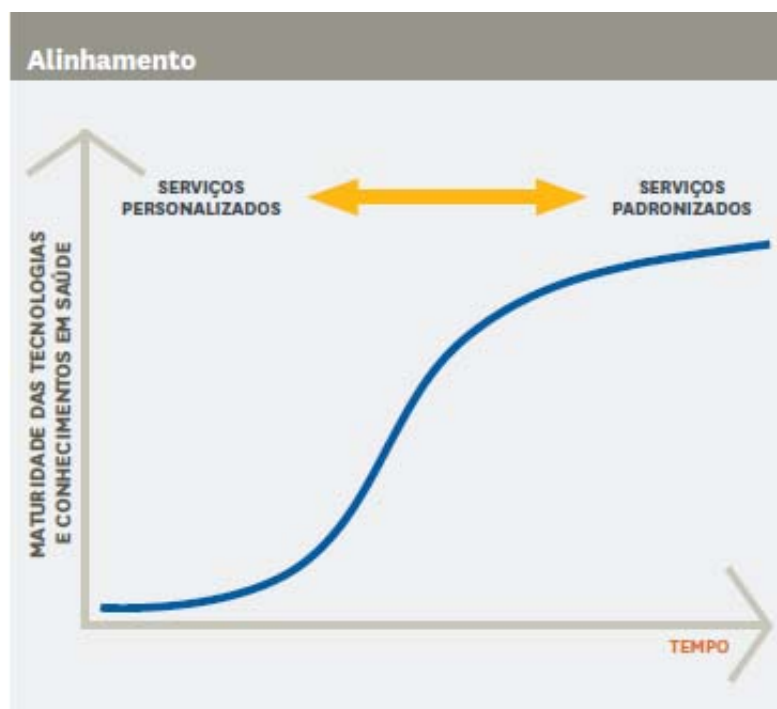 Alinhamento
SERVIÇOS
PERSONALIZADOS
SERVIÇOS
PADRONIZADOS
MATURIDADE DAS TECNOLOGIAS
E CONHECIMENTOS EM SAÚDE
TEMPO